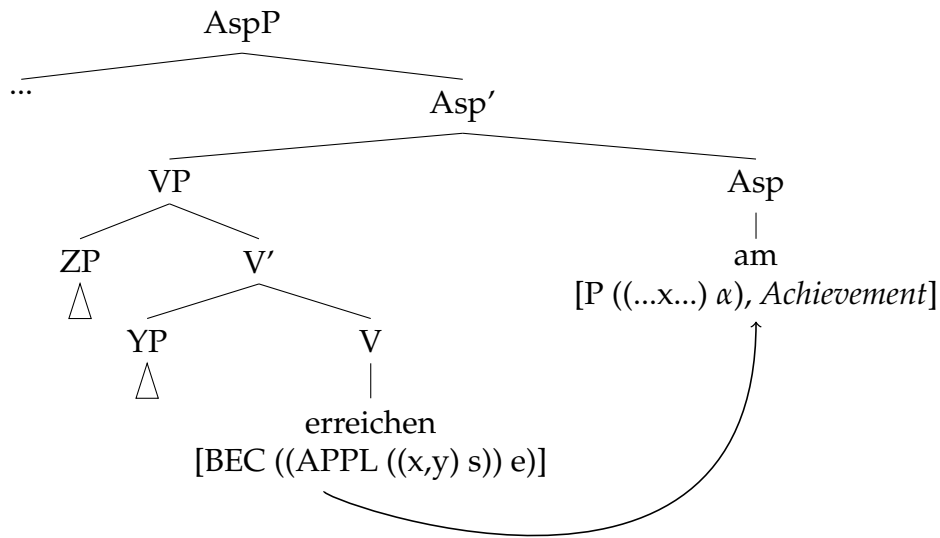 AspP
...
Asp’
VP
Asp
ZP
V’
am
[P ((...x...) α), Achievement]
YP
V
erreichen
[BEC ((APPL ((x,y) s)) e)]